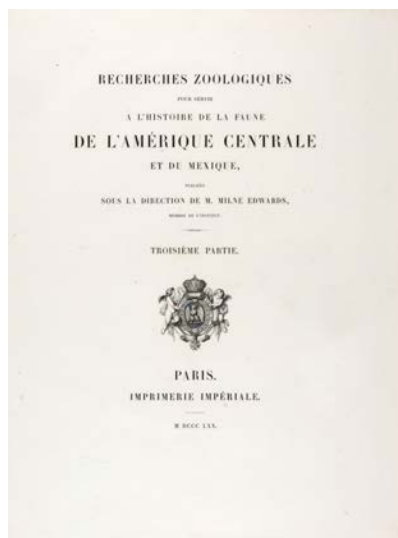 RECHERCHES ZOOLOGIQUES
POUR SERVIR
A L'HISTOIRE DE LA FAUNE
DE L'AMÉRIQUE CENTRALE
ET DU MEXIQUE,
PUBLIÉES
SOUS LA DIRECTION DE M. MILNE EDWARDS,
MEMBRE DE L'INSTITUT.
TROISIÈME PARTIE.
PARIS.
IMPRIMERIE IMPÉRIALE.
M DCCC LXX.